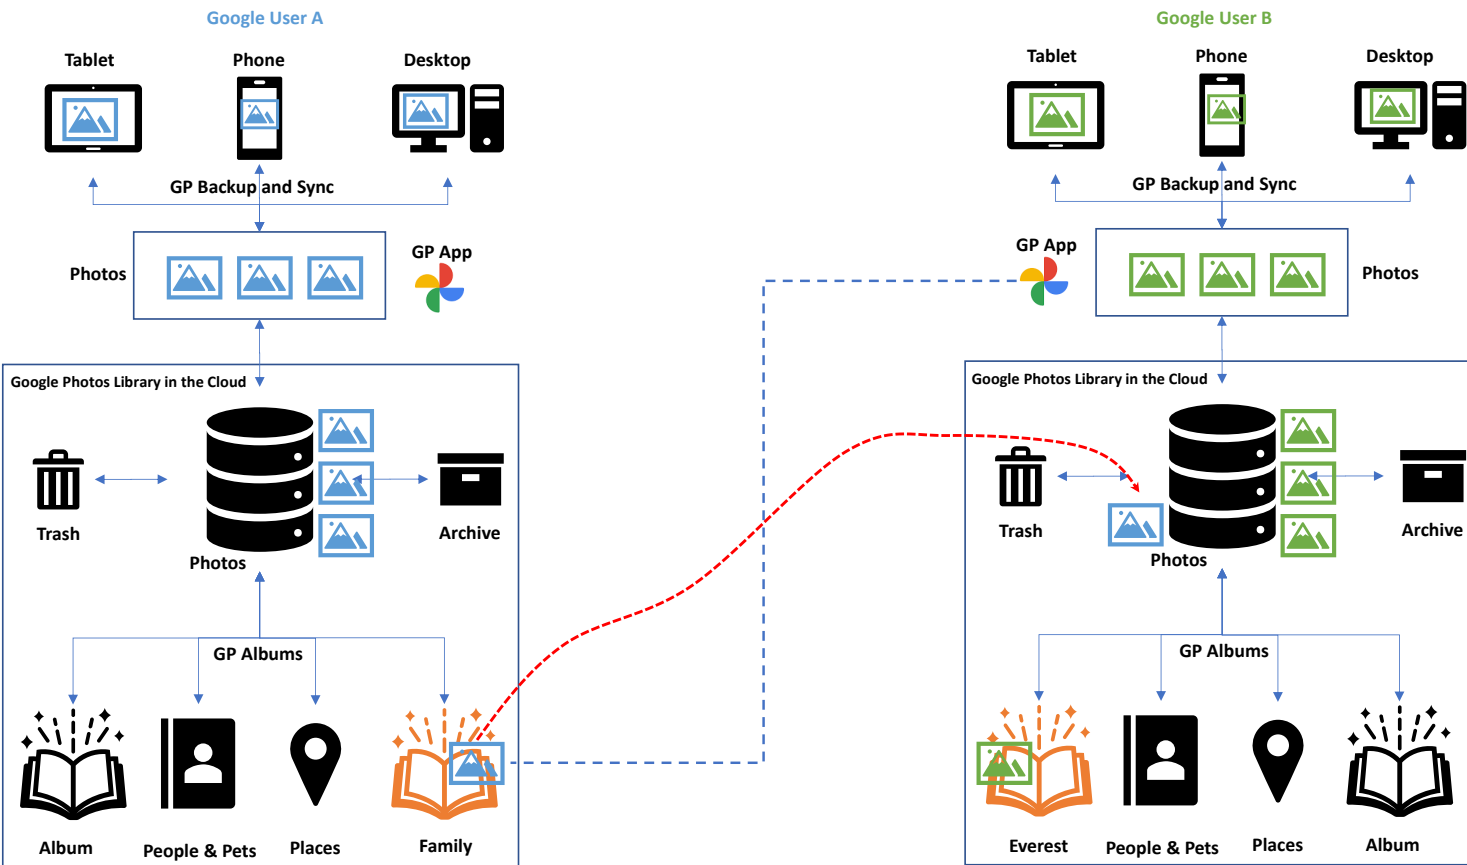 Google User A
Google User B
Tablet
Phone
Desktop
Tablet
Phone
Desktop
GP Backup and Sync
GP Backup and Sync
Photos
GP App
GP App
Photos
Google Photos Library in the Cloud
Google Photos Library in the Cloud
Trash
Photos
Archive
Trash
Photos
Archive
GP Albums
GP Albums
Album
People & Pets
Places
Family
Everest
People & Pets
Places
Album